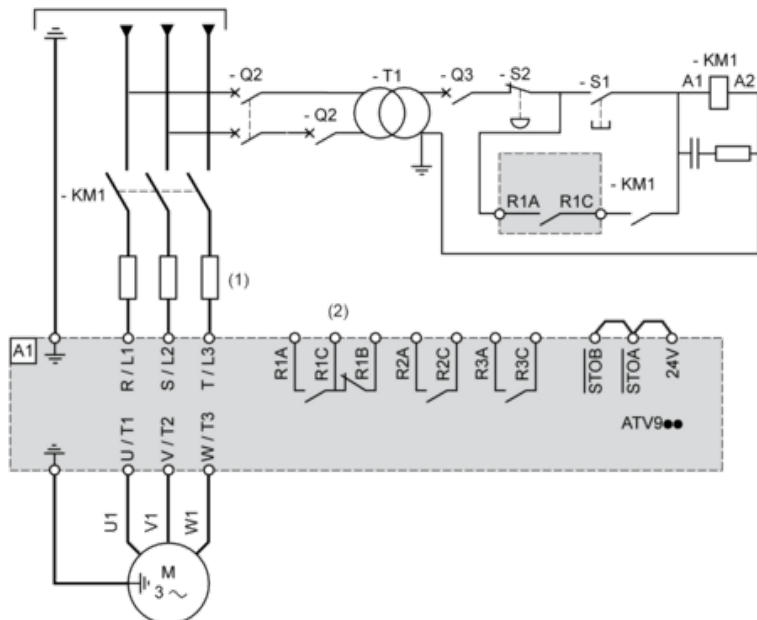 - Q2
- T1
- Q3
- S2
- S1
- KM1
A1
A2
- Q2
- KM1
R1A
R1C
- KM1
(1)
(2)
A1
R / L1
S / L2
T / L3
R1A
R1C
R1B
R2A
R2C
R3A
R3C
STOB
STOA
24V
U / T1
V / T2
W / T3
ATV9●●
U1
V1
W1
M
3 ~